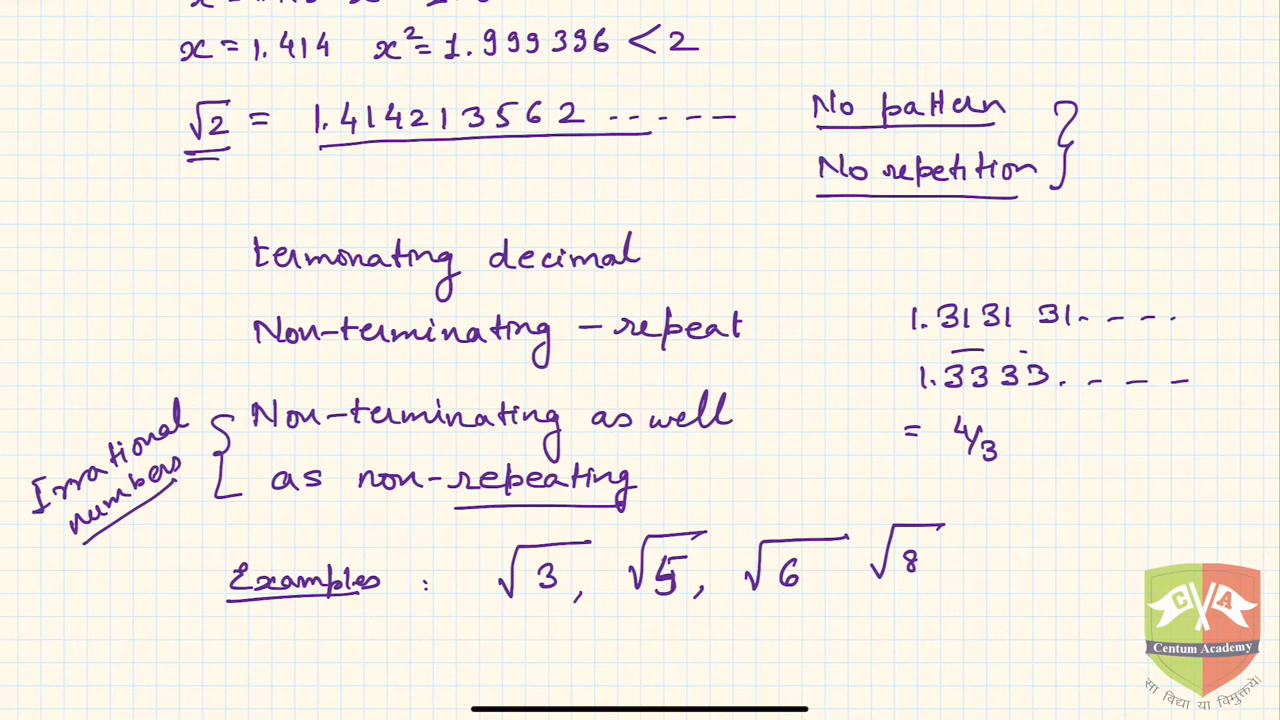 x = 1.414 x² = 1.999396 < 2
√2 = 1.414213562 ------
No pattern
No repetition
termonating decimal
Non-terminating - repeat
1.3131 31. - - - .
1.3333. - - - -
= 4/3
Irrational numbers
Non-terminating as well
as non-repeating
Examples : √3, √5, √6 √8
C A
Centum Academy
सा विद्या या विमुक्तये।